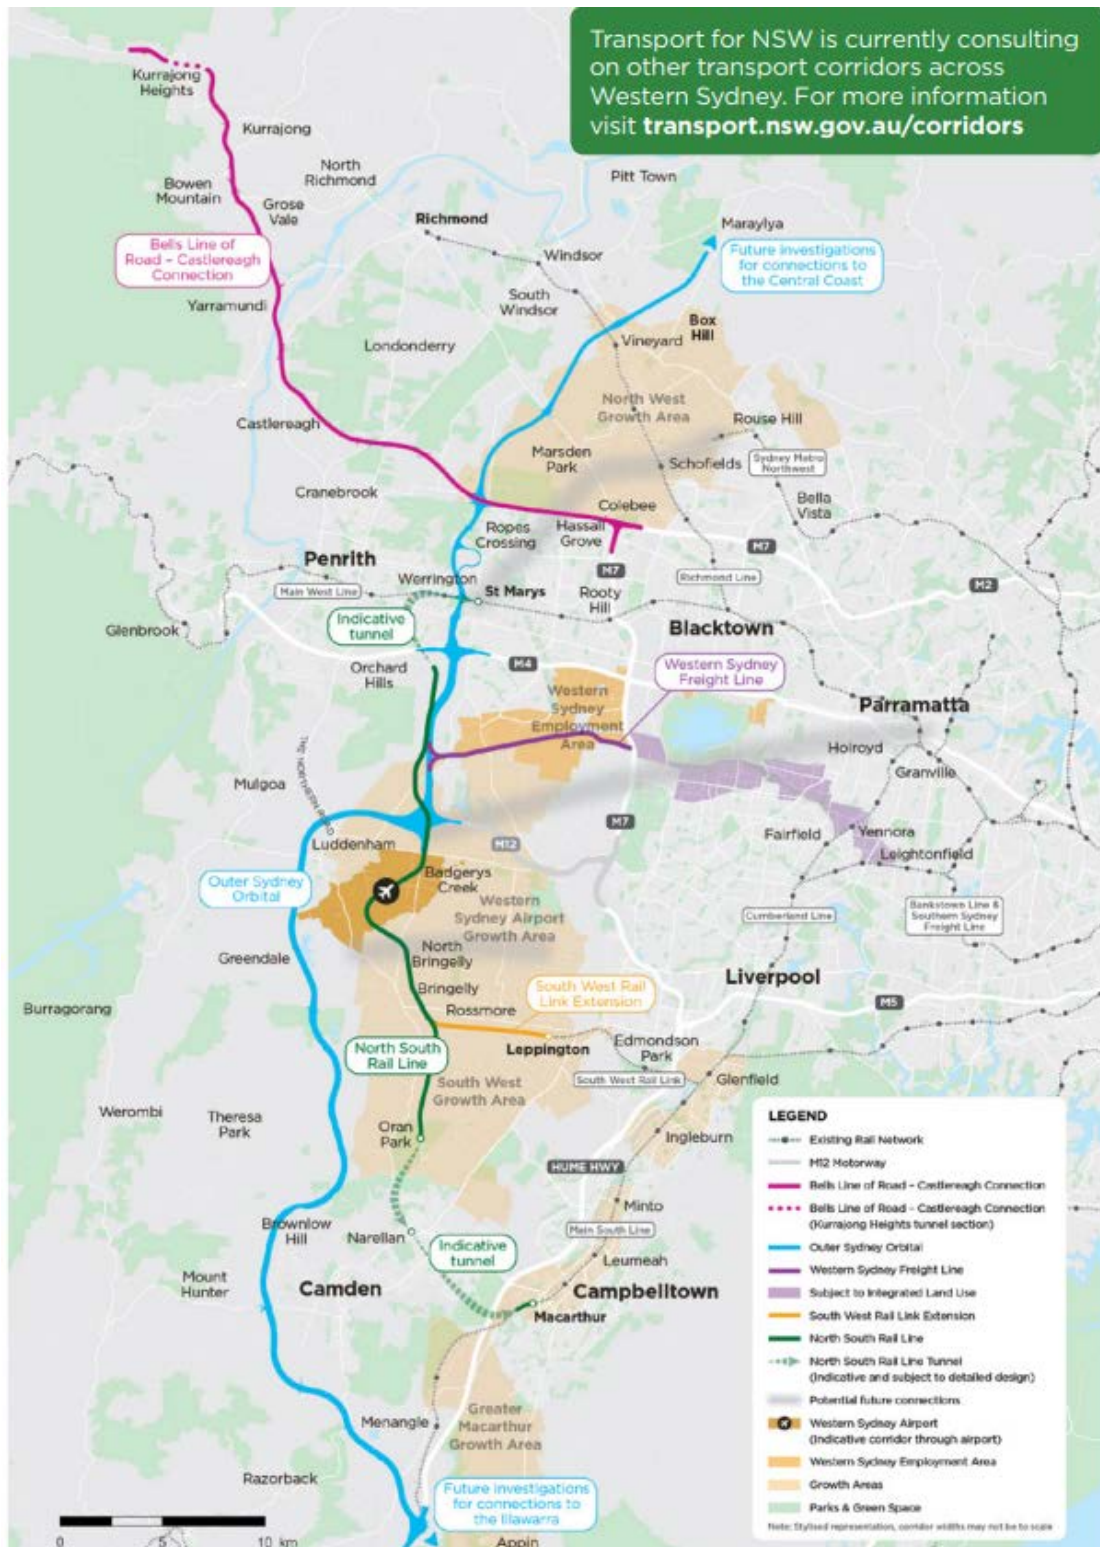 Transport for NSW is currently consulting
on other transport corridors across
Western Sydney. For more information
visit transport.nsw.gov.au/corridors
Kurrajong
Heights
Kurrajong
North
Richmond
Pitt Town
Bowen
Mountain
Grose
Vale
Richmond
Maraylya
Bells Line of
Road – Castlereagh
Connection
Windsor
Future investigations
for connections to
the Central Coast
Yarramundi
South
Windsor
Box
Hill
Londonderry
Vineyard
North West
Growth Area
Castlereagh
Rouse Hill
Marsden
Park
Schofields
Sydney Metro
Northwest
Cranebrook
Colebee
Bella
Vista
Ropes
Crossing
Hassall
Grove
M7
Penrith
M7
Richmond Line
M2
Main West Line
Werrington
St Marys
Rooty
Hill
Indicative
tunnel
Glenbrook
Blacktown
Orchard
Hills
M4
Western Sydney
Freight Line
Western
Sydney
Employment
Area
Parramatta
THE NORTHERN ROAD
Holroyd
Granville
Mulgoa
M7
Fairfield
Yennora
Luddenham
M12
Leightonfield
Outer Sydney
Orbital
Badgerys
Creek
Western
Sydney Airport
Growth Area
Cumberland Line
Bankstown Line &
Southern Sydney
Freight Line
Greendale
North
Bringelly
Liverpool
Bringelly
South West Rail
Link Extension
M5
Burragorang
Rossmore
North South
Rail Line
Leppington
Edmondson
Park
South West Rail Link
Glenfield
South West
Growth Area
Werombi
Theresa
Park
Oran
Park
Ingleburn
HUME HWY
Minto
Brownlow
Hill
Narellan
Main South Line
Indicative
tunnel
Leumeah
Mount
Hunter
Camden
Campbelltown
Macarthur
Menangle
Greater
Macarthur
Growth Area
Razorback
Future investigations
for connections to
the Illawarra
Appin
0 5 10 km
LEGEND
Existing Rail Network
M12 Motorway
Bells Line of Road – Castlereagh Connection
Bells Line of Road – Castlereagh Connection
(Kurrajong Heights tunnel section)
Outer Sydney Orbital
Western Sydney Freight Line
Subject to Integrated Land Use
South West Rail Link Extension
North South Rail Line
North South Rail Line Tunnel
(Indicative and subject to detailed design)
Potential future connections
Western Sydney Airport
(Indicative corridor through airport)
Western Sydney Employment Area
Growth Areas
Parks & Green Space
Note: Stylised representation, corridor widths may not be to scale